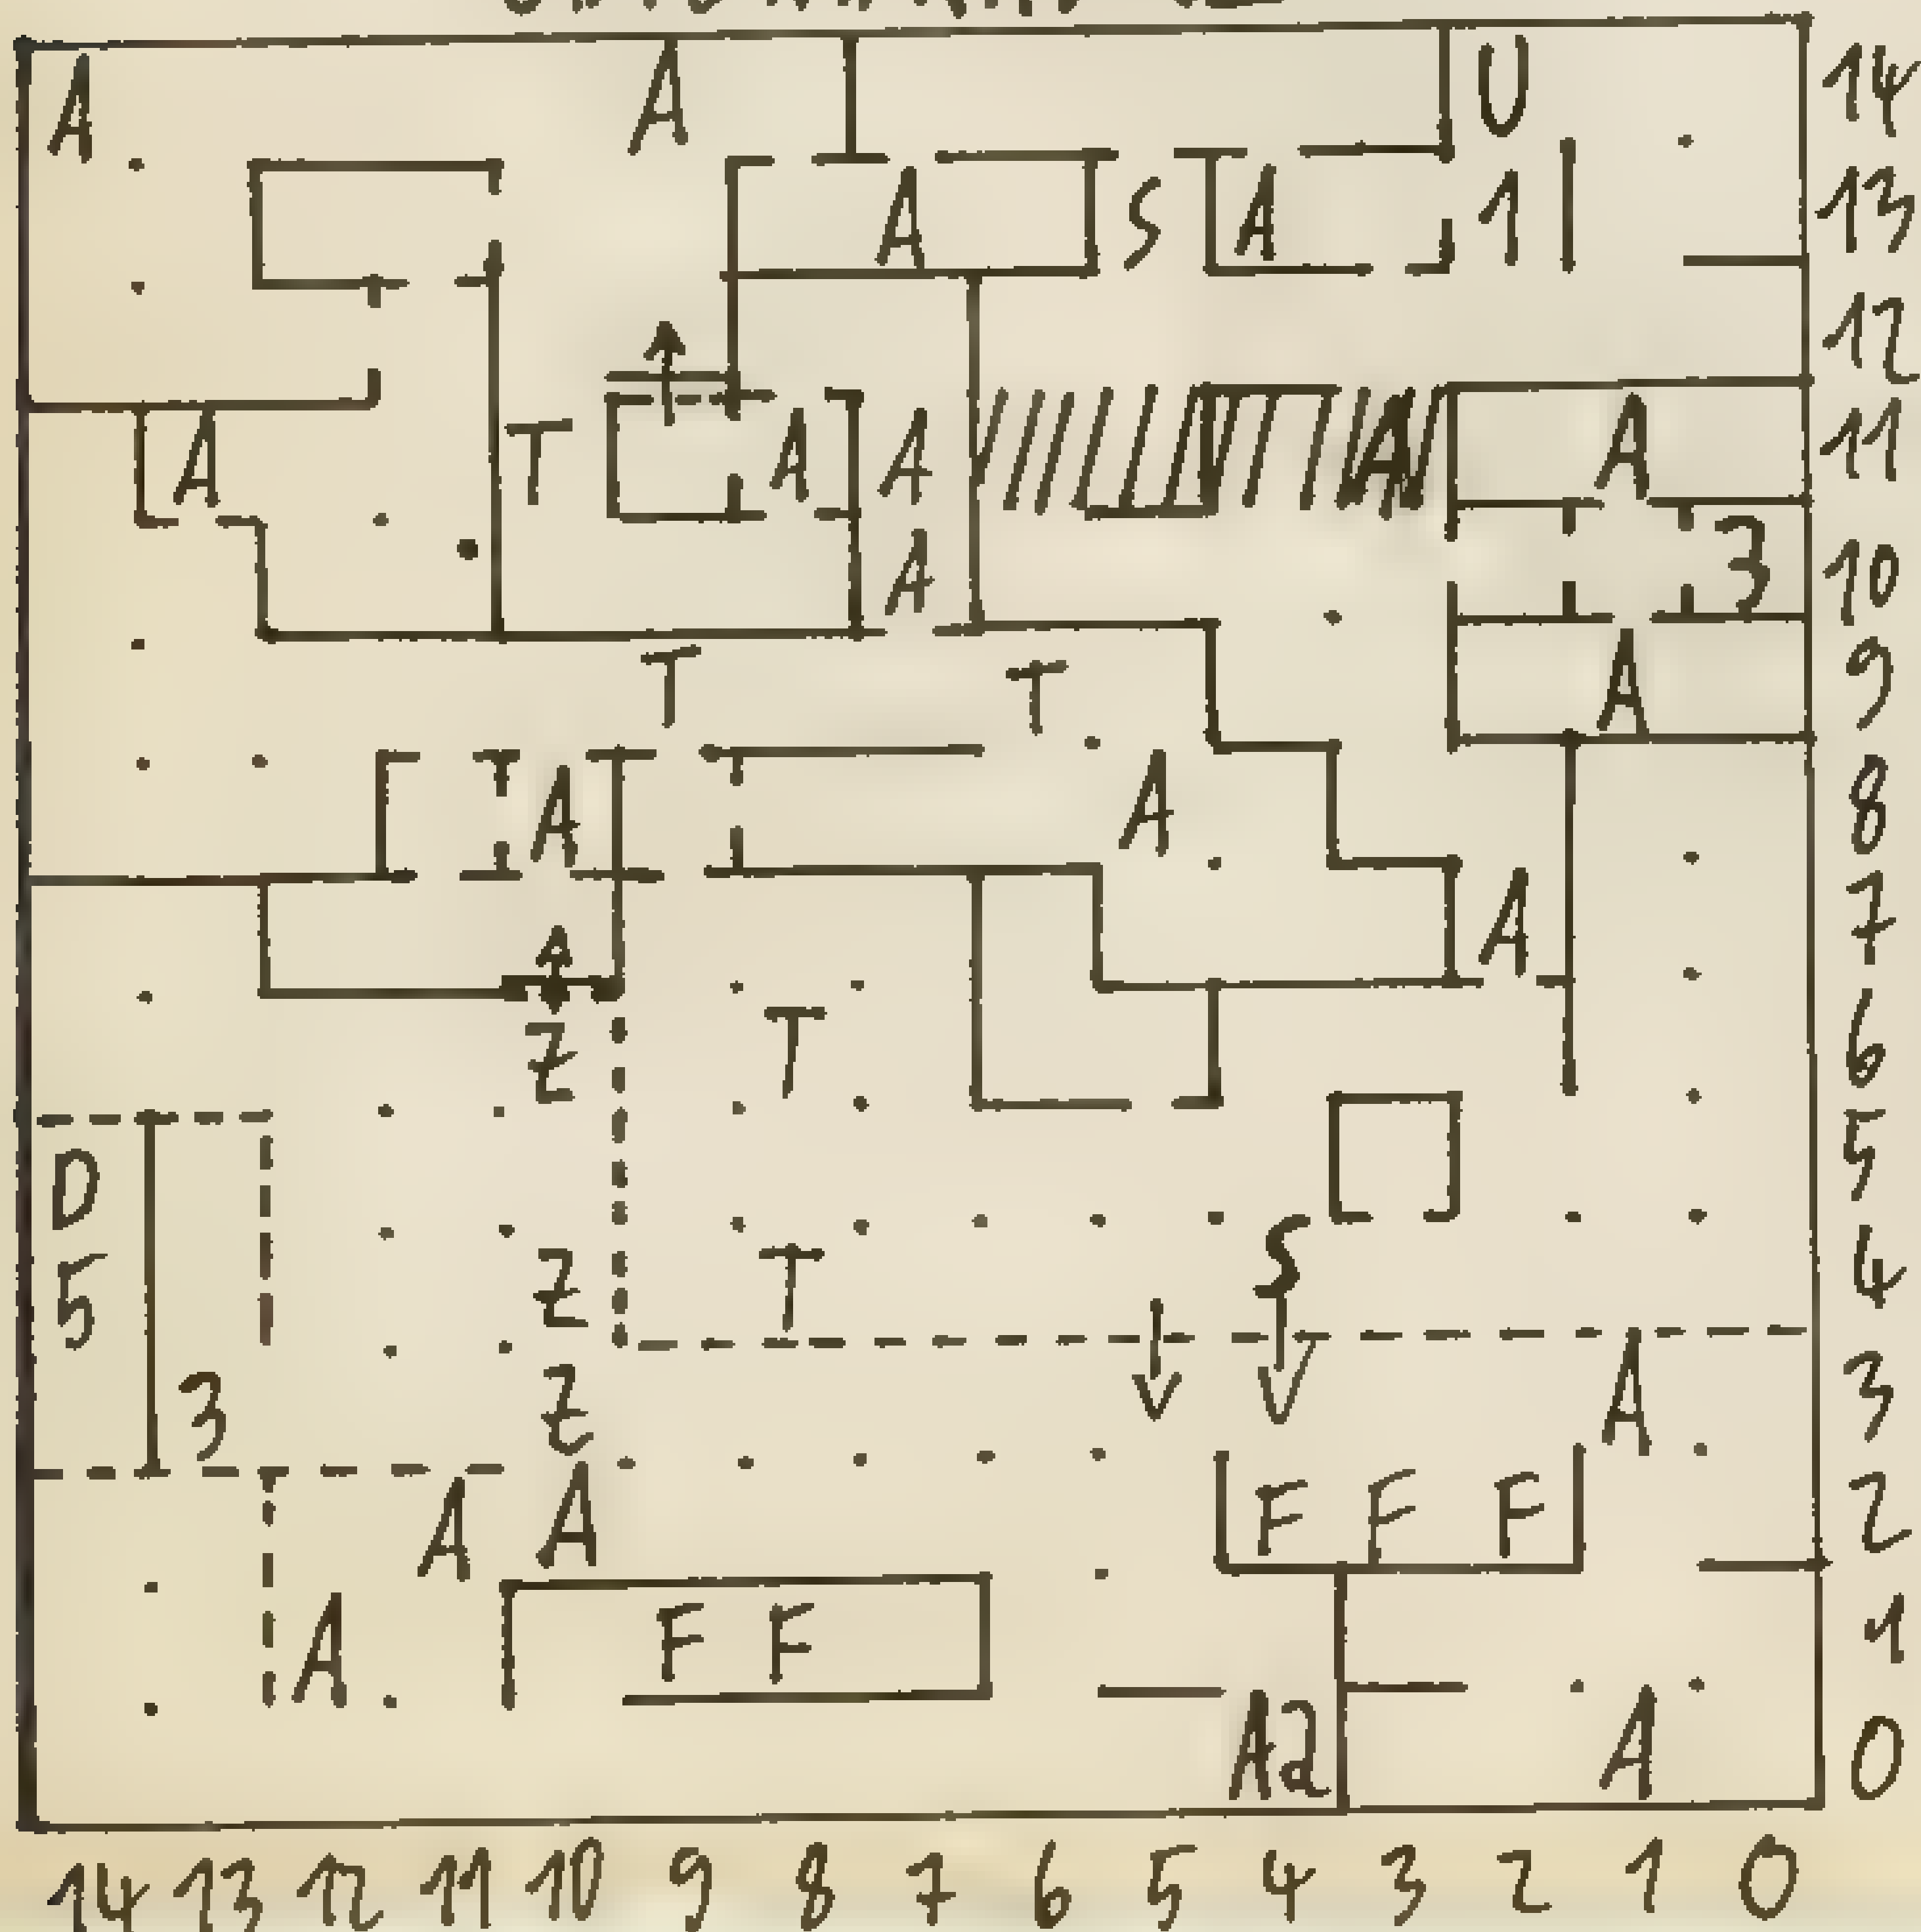 A A U 14
A S A 1 13
12
A T A A A A 11
A 3 10
T T A 9
A A 8
A 7
Z T 6
D 5
5 Z T S 4
3 Z A 3
A A F F F 2
A F F 1
A2 A 0
14 13 12 11 10 9 8 7 6 5 4 3 2 1 0